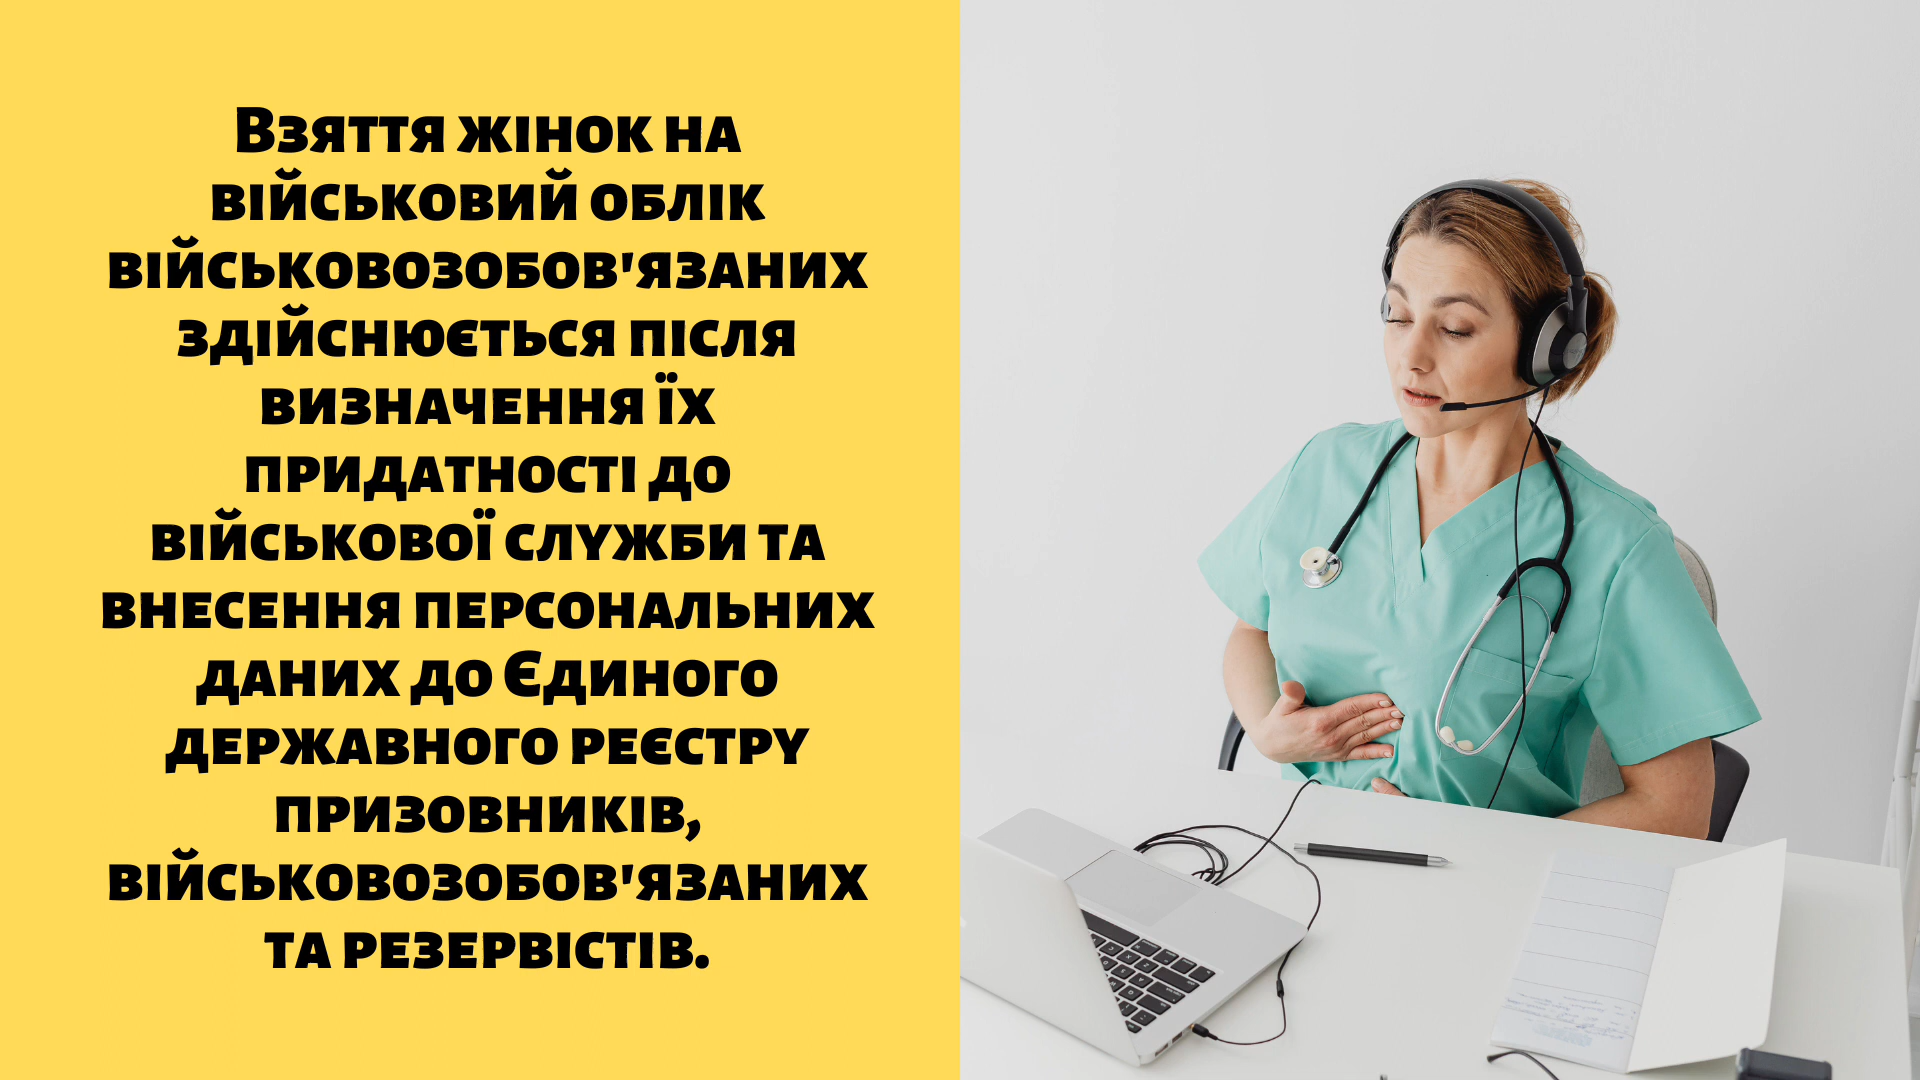 Взяття жінок на
військовий облік
військовозобов'язаних
здійснюється після
визначення їх
придатності до
військової служби та
внесення персональних
даних до Єдиного
державного реєстру
призовників,
військовозобов'язаних
та резервістів.